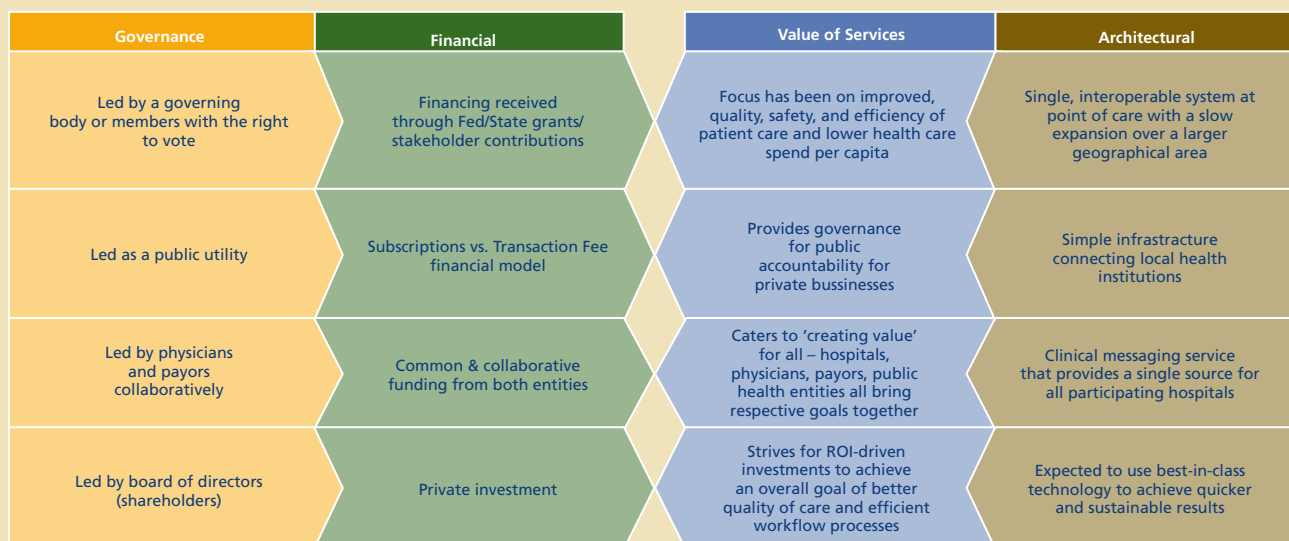 Governance
Financial
Value of Services
Architectural
Led by a governing
body or members with the right
to vote
Financing received
through Fed/State grants/
stakeholder contributions
Focus has been on improved,
quality, safety, and efficiency of
patient care and lower health care
spend per capita
Single, interoperable system at
point of care with a slow
expansion over a larger
geographical area
Led as a public utility
Subscriptions vs. Transaction Fee
financial model
Provides governance
for public
accountability for
private bussinesses
Simple infrastracture
connecting local health
institutions
Led by physicians
and payors
collaboratively
Common & collaborative
funding from both entities
Caters to ‘creating value’
for all – hospitals,
physicians, payors, public
health entities all bring
respective goals together
Clinical messaging service
that provides a single source for
all participating hospitals
Led by board of directors
(shareholders)
Private investment
Strives for ROI-driven
investments to achieve
an overall goal of better
quality of care and efficient
workflow processes
Expected to use best-in-class
technology to achieve quicker
and sustainable results